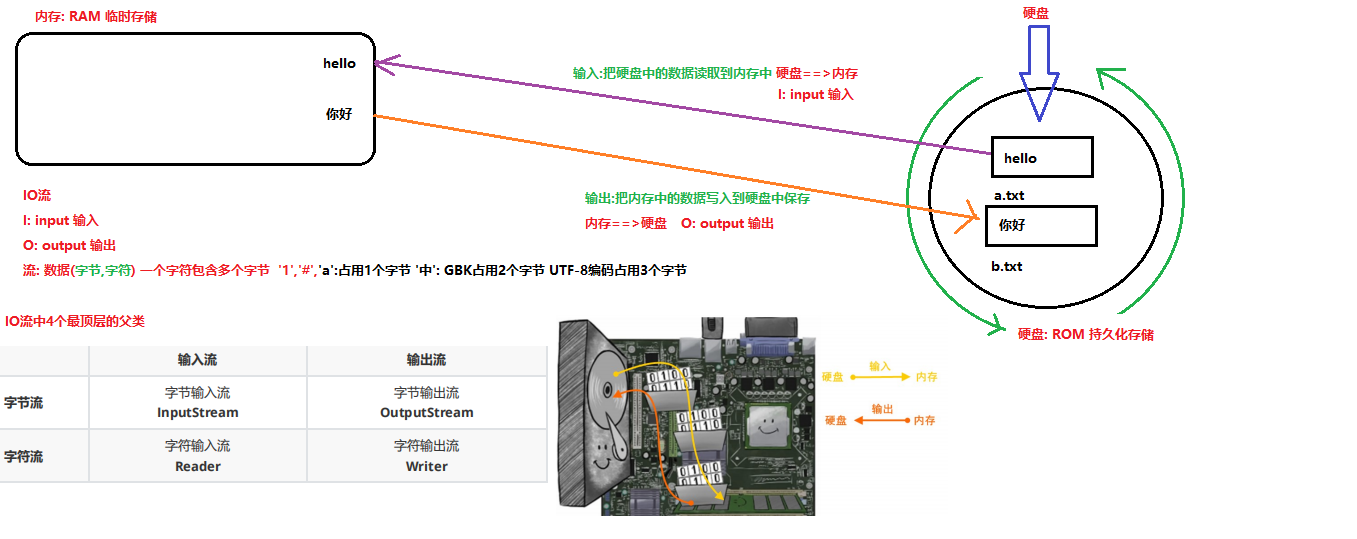 内存: RAM 临时存储
硬盘
hello
你好
输入:把硬盘中的数据读取到内存中 硬盘==>内存
I: input 输入
hello
a.txt
你好
b.txt
输出:把内存中的数据写入到硬盘中保存
内存==>硬盘 O: output 输出
硬盘: ROM 持久化存储
IO流
I: input 输入
O: output 输出
流: 数据(字节,字符) 一个字符包含多个字节 '1','#','a':占用1个字节 '中': GBK占用2个字节 UTF-8编码占用3个字节
IO流中4个最顶层的父类
输入流 输出流
字节流 字节输入流 InputStream 字节输出流 OutputStream
字符流 字符输入流 Reader 字符输出流 Writer
0100
0110
0100
0110
0100
0110
输入
硬盘 内存
输出
硬盘 内存